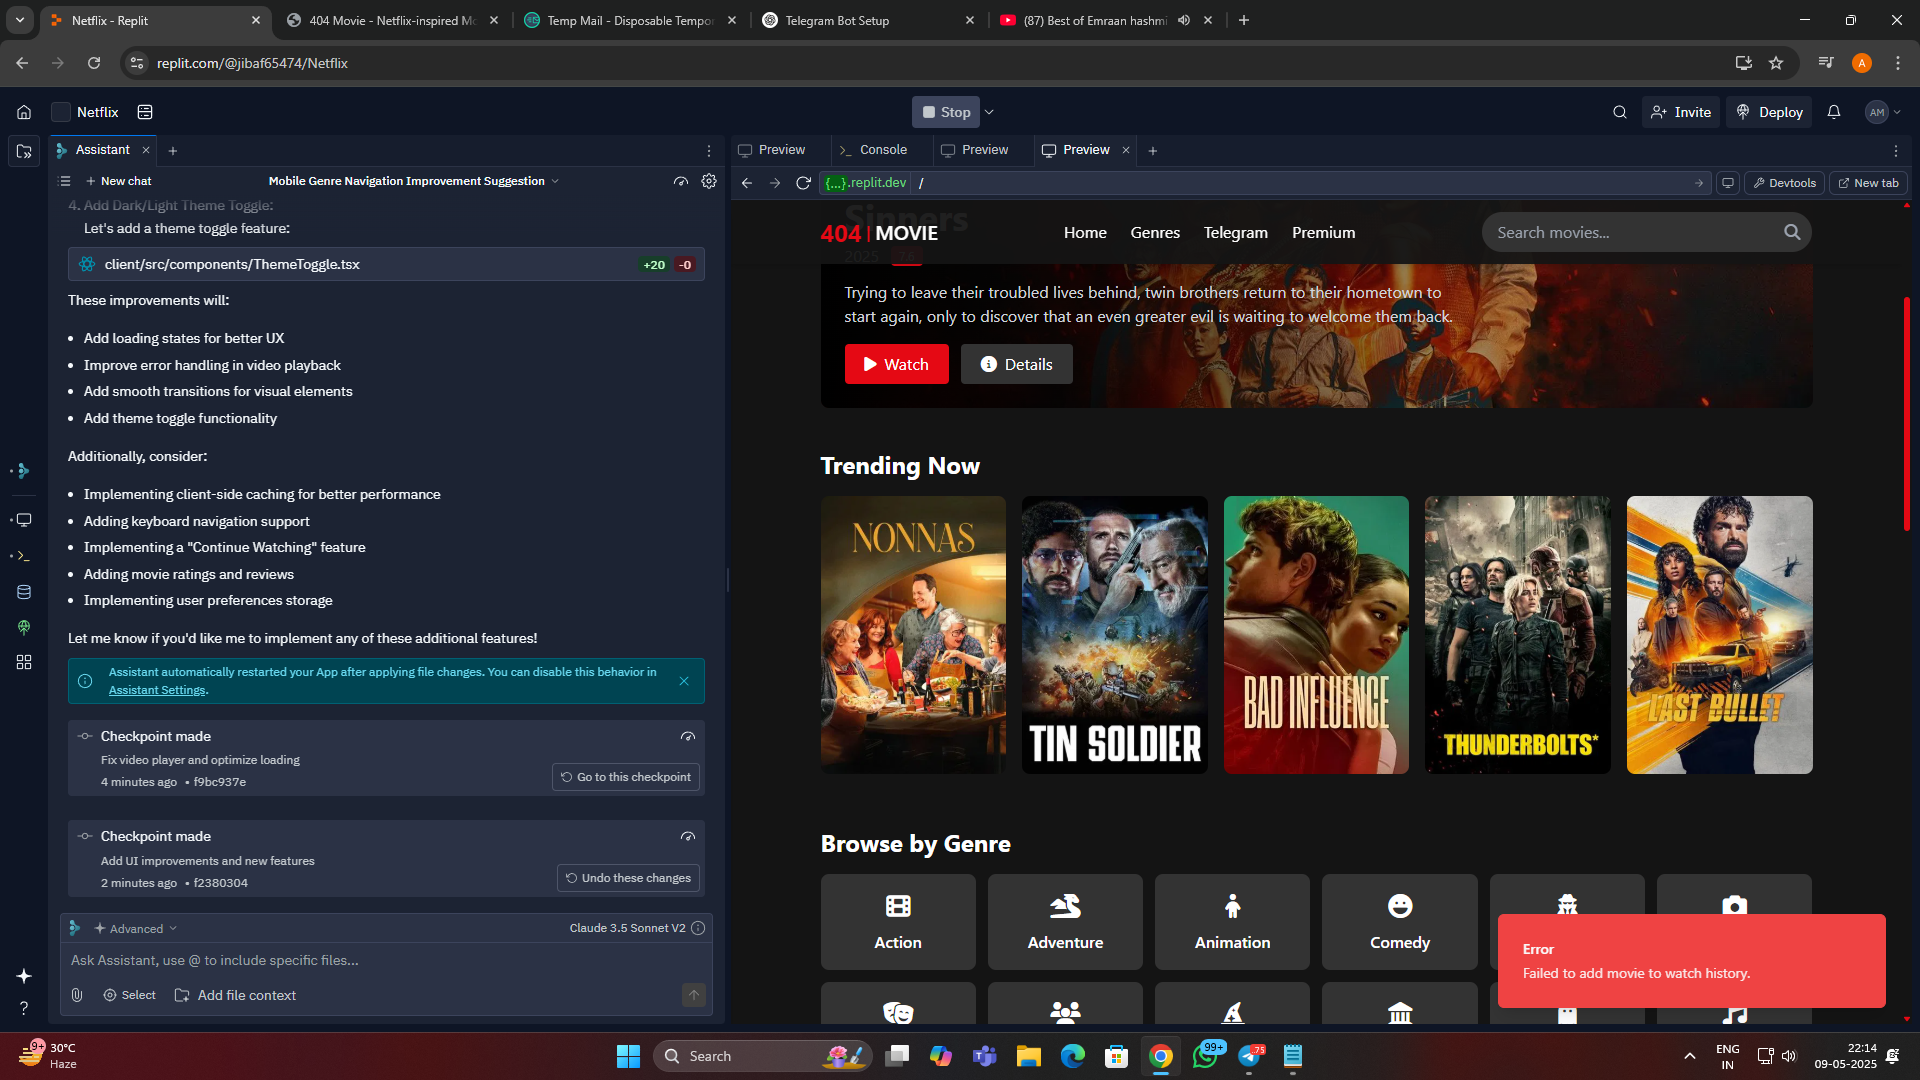 Netflix - Replit
404 Movie - Netflix-inspired Mo
Temp Mail - Disposable Tempor
Telegram Bot Setup
(87) Best of Emraan hashmi
replit.com/@jibaf65474/Netflix
A
Netflix
Stop
Invite
Deploy
AM
Assistant
Preview
Console
Preview
Preview
New chat
Mobile Genre Navigation Improvement Suggestion
{...}.replit.dev /
Devtools
New tab
4. Add Dark/Light Theme Toggle:
Let's add a theme toggle feature:
client/src/components/ThemeToggle.tsx
+20 -0
These improvements will:
• Add loading states for better UX
• Improve error handling in video playback
• Add smooth transitions for visual elements
• Add theme toggle functionality
Additionally, consider:
• Implementing client-side caching for better performance
• Adding keyboard navigation support
• Implementing a "Continue Watching" feature
• Adding movie ratings and reviews
• Implementing user preferences storage
Let me know if you'd like me to implement any of these additional features!
Assistant automatically restarted your App after applying file changes. You can disable this behavior in
Assistant Settings.
Checkpoint made
Fix video player and optimize loading
4 minutes ago • f9bc937e
Go to this checkpoint
Checkpoint made
Add UI improvements and new features
2 minutes ago • f2380304
Undo these changes
Advanced
Claude 3.5 Sonnet V2
Ask Assistant, use @ to include specific files...
Select
Add file context
Sinners
404 | MOVIE
Home
Genres
Telegram
Premium
Search movies...
2025
7.6
Trying to leave their troubled lives behind, twin brothers return to their hometown to
start again, only to discover that an even greater evil is waiting to welcome them back.
Watch
Details
Trending Now
NONNAS
TIN SOLDIER
BAD INFLUENCE
THUNDERBOLTS*
LAST BULLET
Browse by Genre
Action
Adventure
Animation
Comedy
Error
Failed to add movie to watch history.
9+
30°C
Haze
Search
99+
75
ENG
IN
22:14
09-05-2025